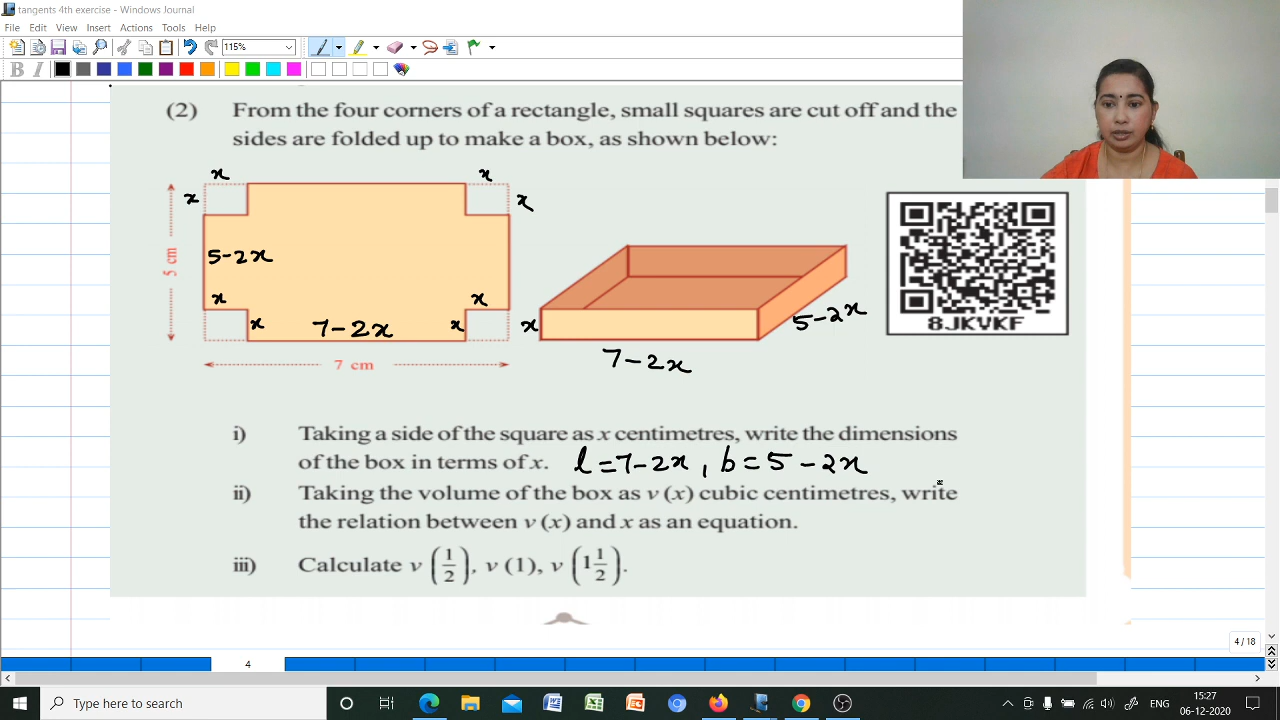 tangents 4th exercise - Windows Journal
File Edit View Insert Actions Tools Help
115%
B I
(2) From the four corners of a rectangle, small squares are cut off and the
sides are folded up to make a box, as shown below:
x x
x x
5-2x
5 cm
x x
x 7-2x x
7 cm
x 5-2x
7-2x
8JKVKF
i) Taking a side of the square as x centimetres, write the dimensions
of the box in terms of x. l=7-2x, b=5-2x
ii) Taking the volume of the box as v (x) cubic centimetres, write
the relation between v (x) and x as an equation.
iii) Calculate v (1/2), v (1), v (1 1/2).
4 / 18
4
Type here to search
ENG
15:27
06-12-2020